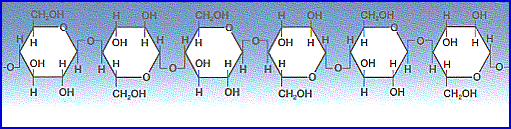 CH₂OH H OH CH₂OH H OH CH₂OH H OH
O O O
H H H O OH H H H H H O OH H H H H H O OH H H
O OH H H H H O OH H H H H O OH H H H H O
O O O
H OH CH₂OH H OH CH₂OH H OH CH₂OH